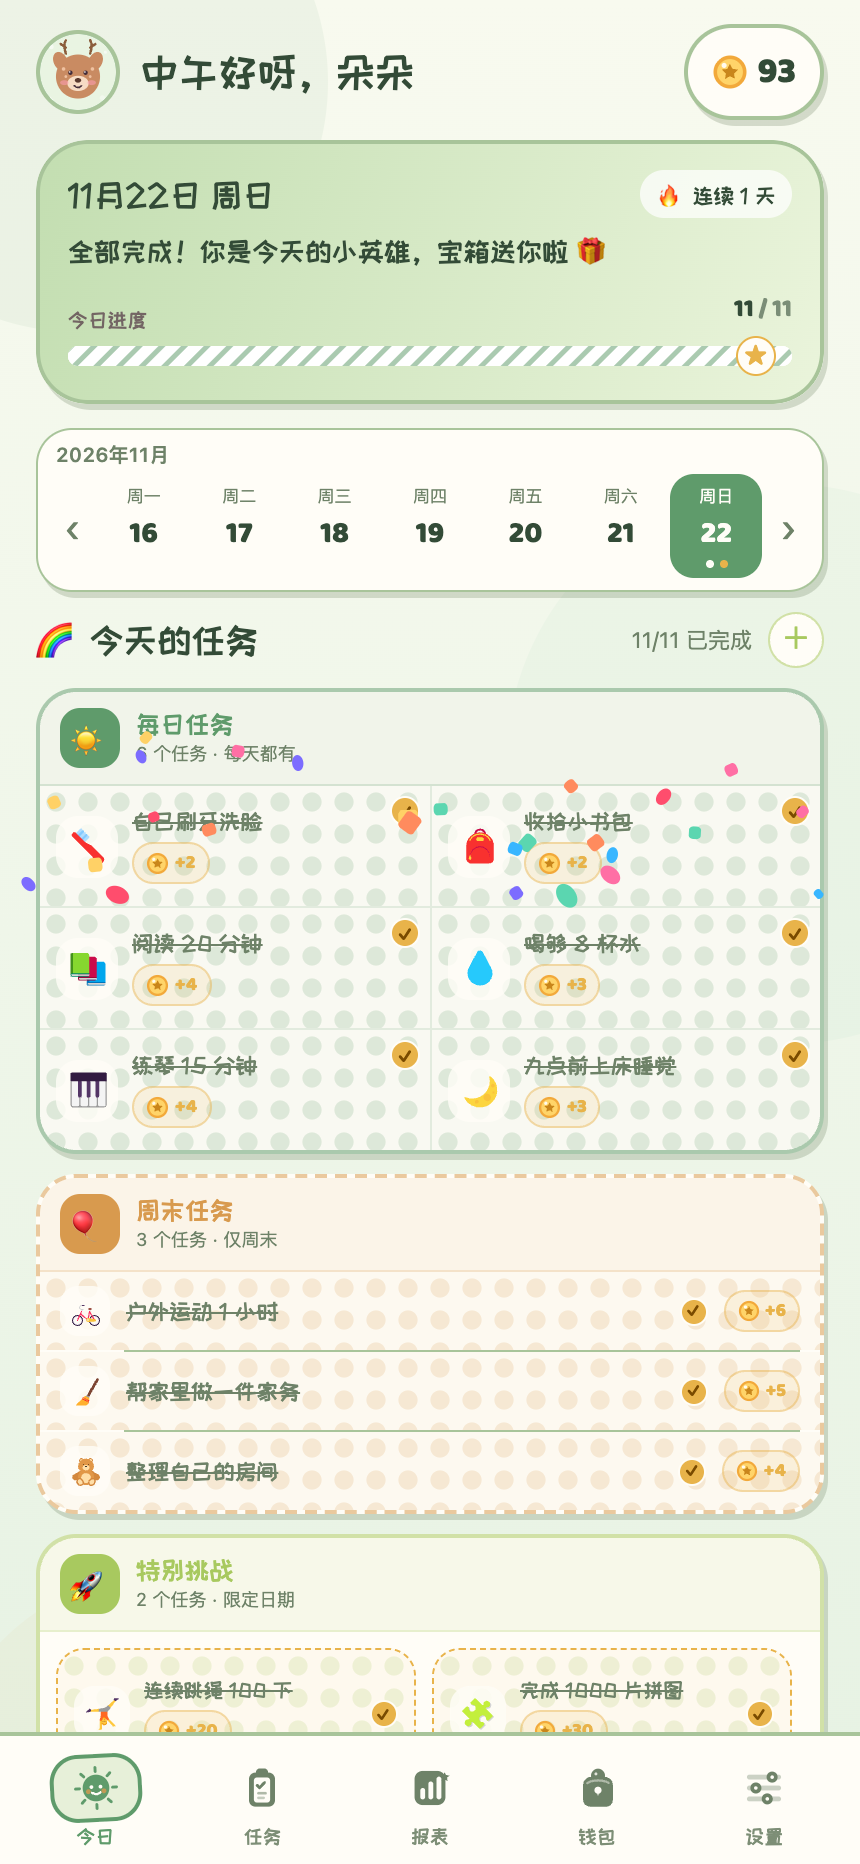 中午好呀，朵朵
93
11月22日 周日
连续 1 天
全部完成！你是今天的小英雄，宝箱送你啦
今日进度
11 / 11
2026年11月
周一 周二 周三 周四 周五 周六 周日
16 17 18 19 20 21 22
今天的任务
11/11 已完成
每日任务
6 个任务 · 每天都有
自己刷牙洗脸
+2
收拾小书包
+2
阅读 20 分钟
+4
喝够 8 杯水
+3
练琴 15 分钟
+4
九点前上床睡觉
+3
周末任务
3 个任务 · 仅周末
户外运动 1 小时
+6
帮家里做一件家务
+5
整理自己的房间
+4
特别挑战
2 个任务 · 限定日期
连续跳绳 100 下
+20
完成 1000 片拼图
+30
今日
任务
报表
钱包
设置